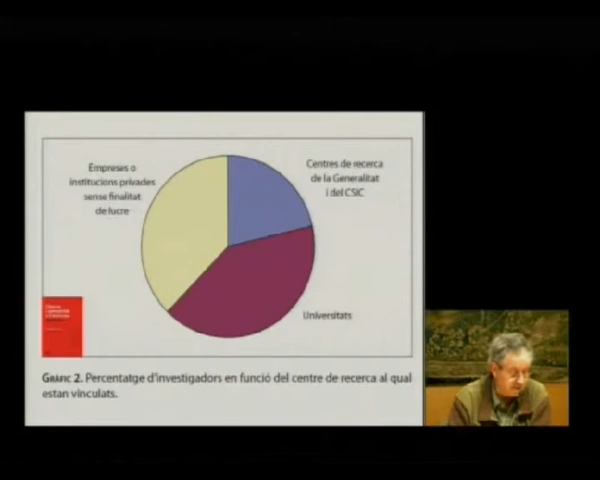 Empreses o
institucions privades
sense finalitat
de lucre
Centres de recerca
de la Generalitat
i del CSIC
Universitats
GRÀFIC 2. Percentatge d'investigadors en funció del centre de recerca al qual
estan vinculats.